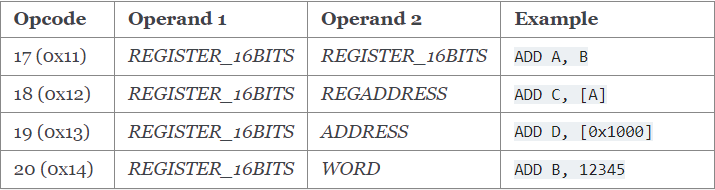 Opcode Operand 1 Operand 2 Example
17 (0x11) REGISTER_16BITS REGISTER_16BITS ADD A, B
18 (0x12) REGISTER_16BITS REGADDRESS ADD C, [A]
19 (0x13) REGISTER_16BITS ADDRESS ADD D, [0x1000]
20 (0x14) REGISTER_16BITS WORD ADD B, 12345